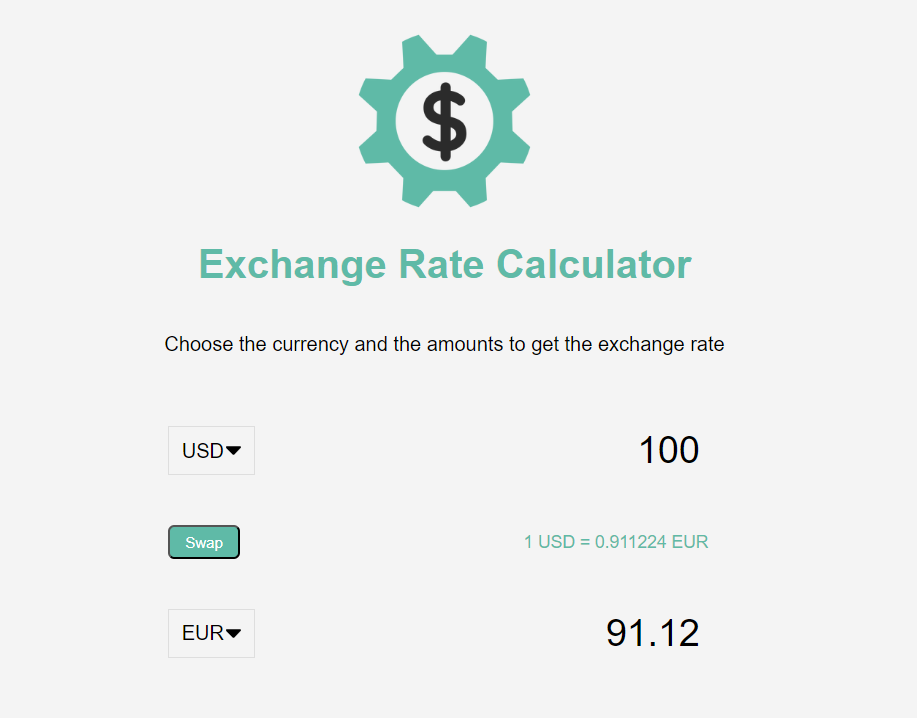 $
Exchange Rate Calculator
Choose the currency and the amounts to get the exchange rate
USD 100
Swap 1 USD = 0.911224 EUR
EUR 91.12